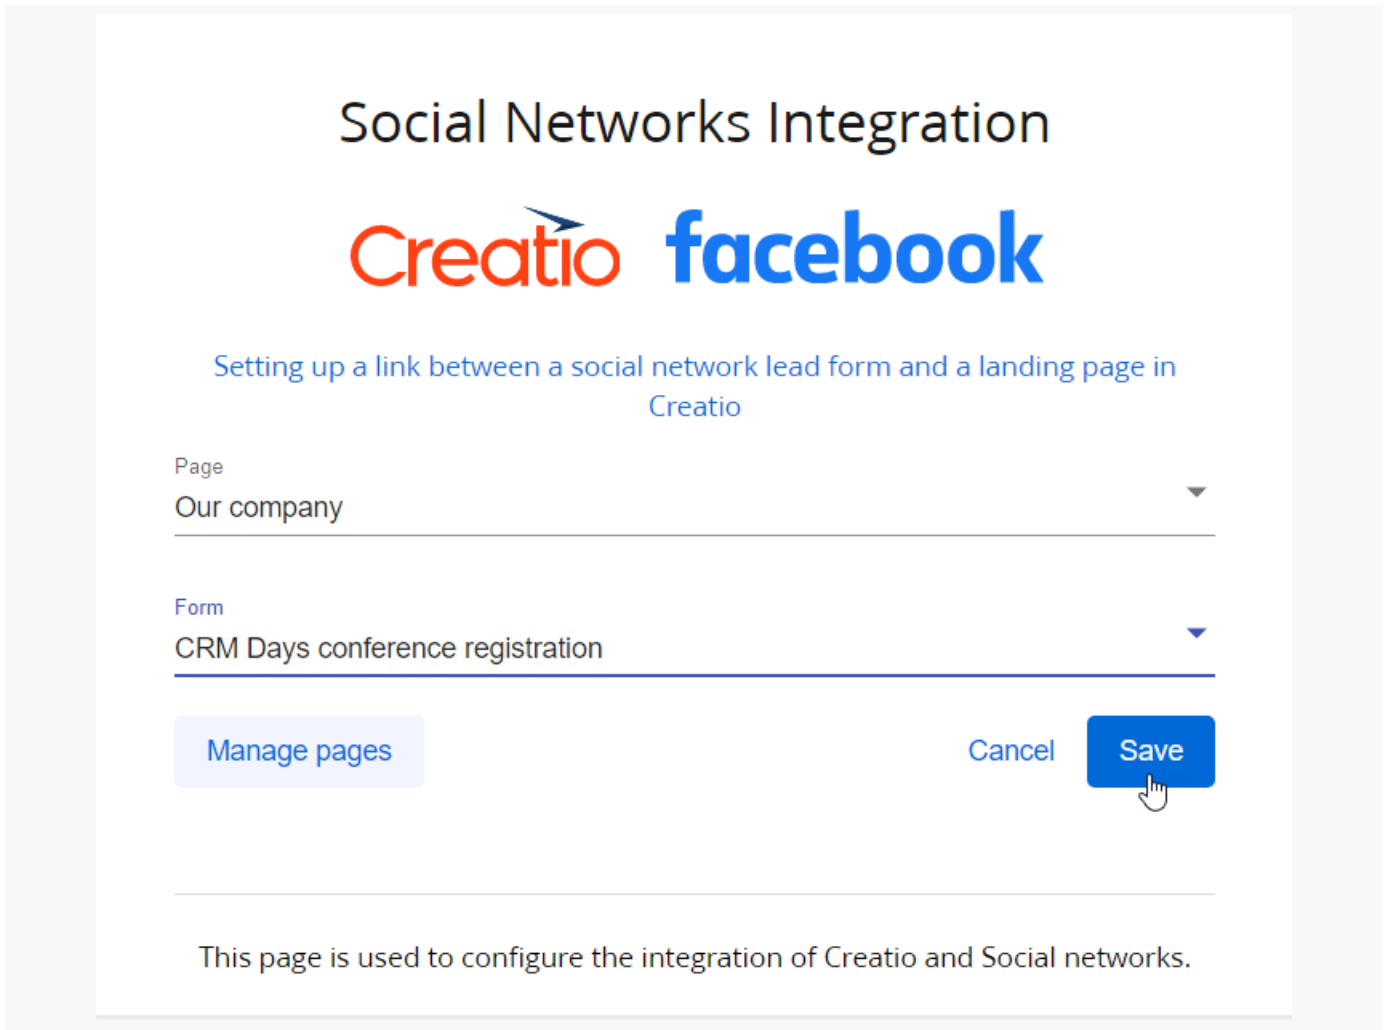 Social Networks Integration
Creatio facebook
Setting up a link between a social network lead form and a landing page in
Creatio
Page
Our company
Form
CRM Days conference registration
Manage pages Cancel Save
This page is used to configure the integration of Creatio and Social networks.